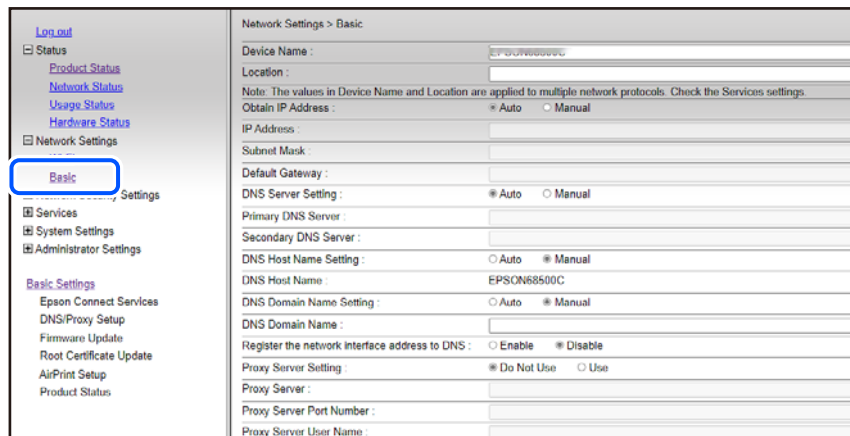 Log out
Status
Product Status
Network Status
Usage Status
Hardware Status
Network Settings
Basic
Settings
Services
System Settings
Administrator Settings
Basic Settings
Epson Connect Services
DNS/Proxy Setup
Firmware Update
Root Certificate Update
AirPrint Setup
Product Status
Network Settings > Basic
Device Name :
Location :
Note: The values in Device Name and Location are applied to multiple network protocols. Check the Services settings.
Obtain IP Address : Auto Manual
IP Address :
Subnet Mask :
Default Gateway :
DNS Server Setting : Auto Manual
Primary DNS Server :
Secondary DNS Server :
DNS Host Name Setting : Auto Manual
DNS Host Name : EPSON68500C
DNS Domain Name Setting : Auto Manual
DNS Domain Name :
Register the network interface address to DNS : Enable Disable
Proxy Server Setting : Do Not Use Use
Proxy Server :
Proxy Server Port Number :
Proxy Server User Name :